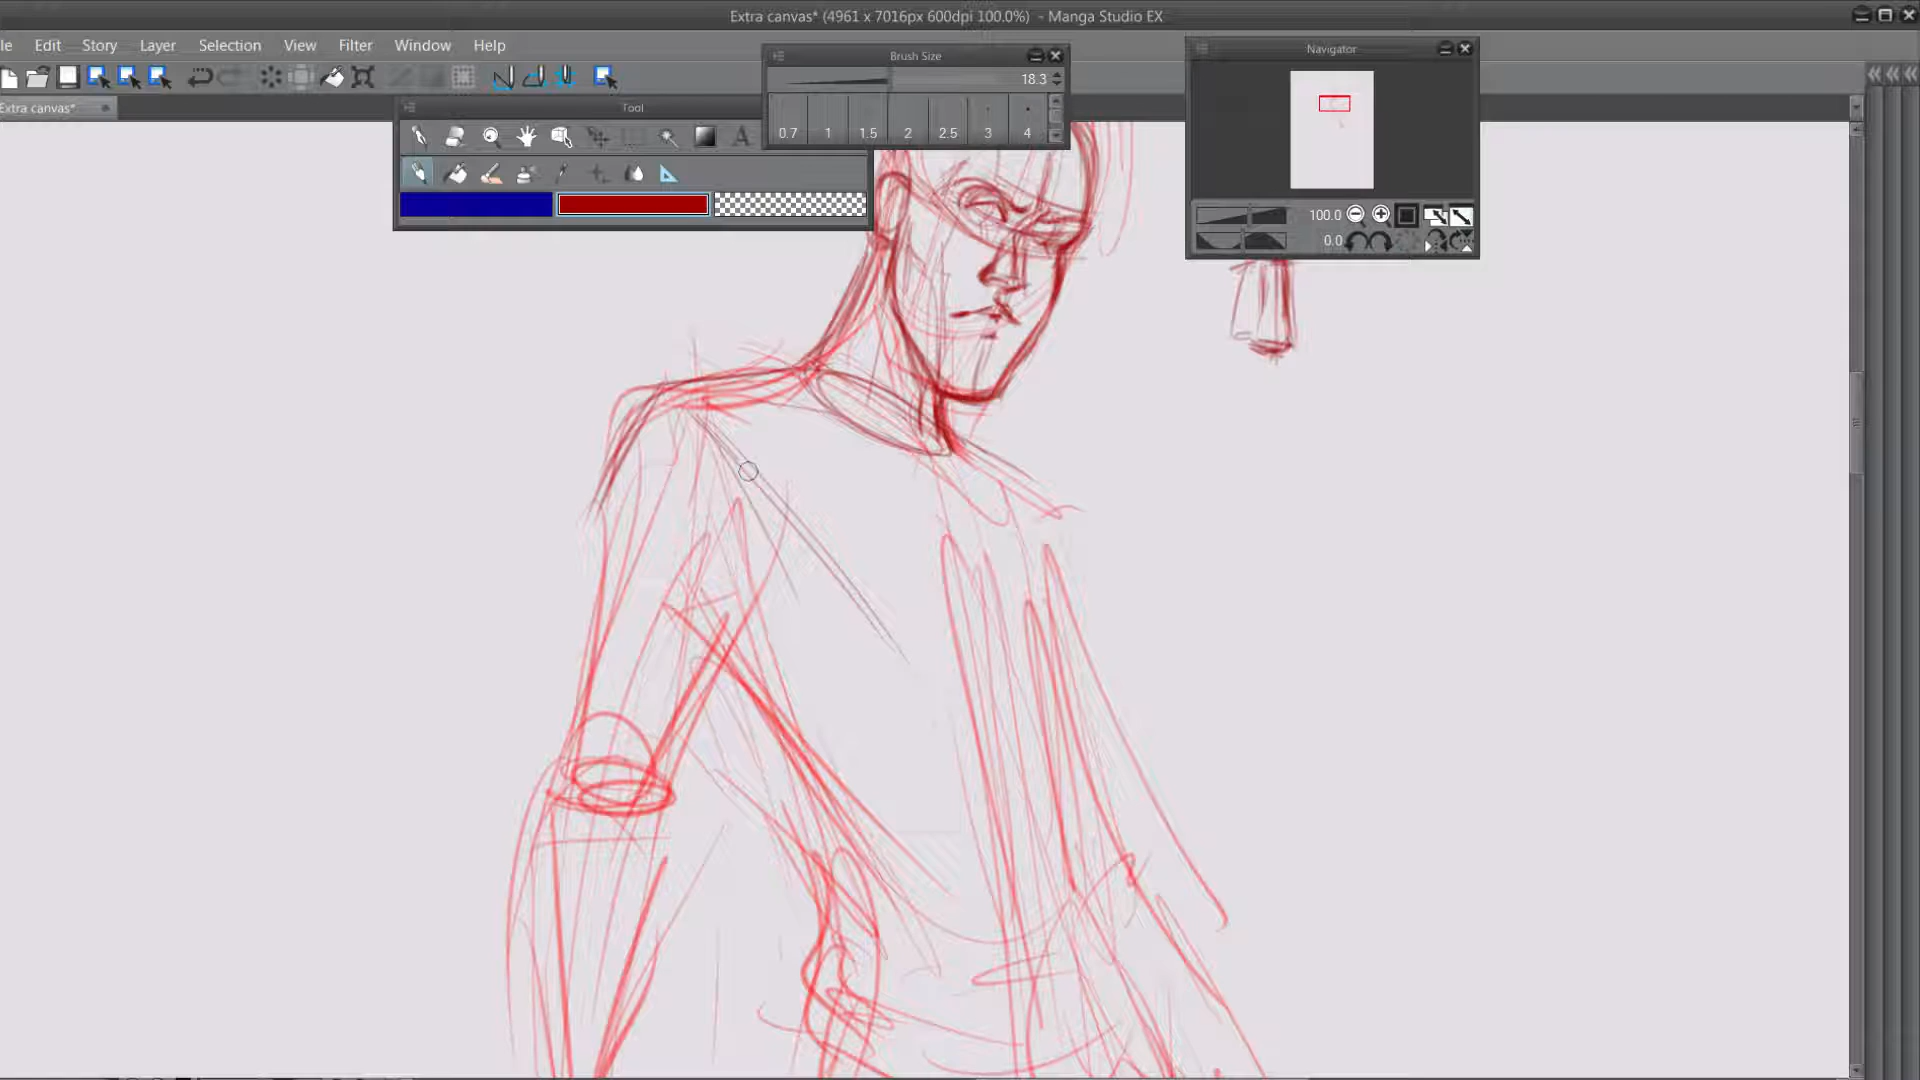 Extra canvas* (4961 x 7016px 600dpi 100.0%) - Manga Studio EX
le Edit Story Layer Selection View Filter Window Help
Brush Size
18.3
0.7 1 1.5 2 2.5 3 4
Navigator
100.0
0.0
Extra canvas*
Tool
A